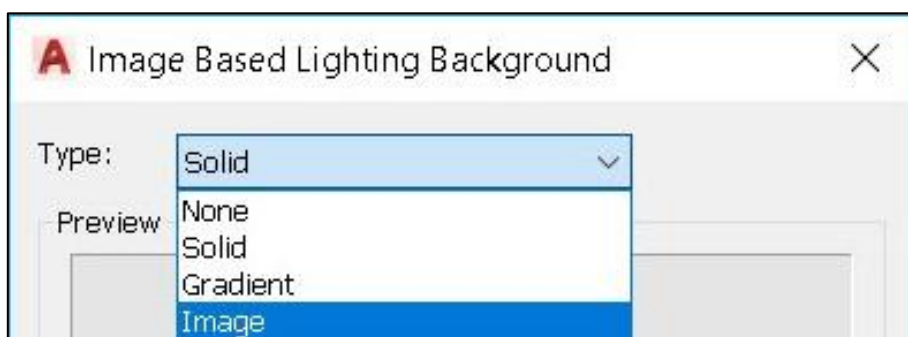 Image Based Lighting Background
Type: Solid
None
Preview
Solid
Gradient
Image